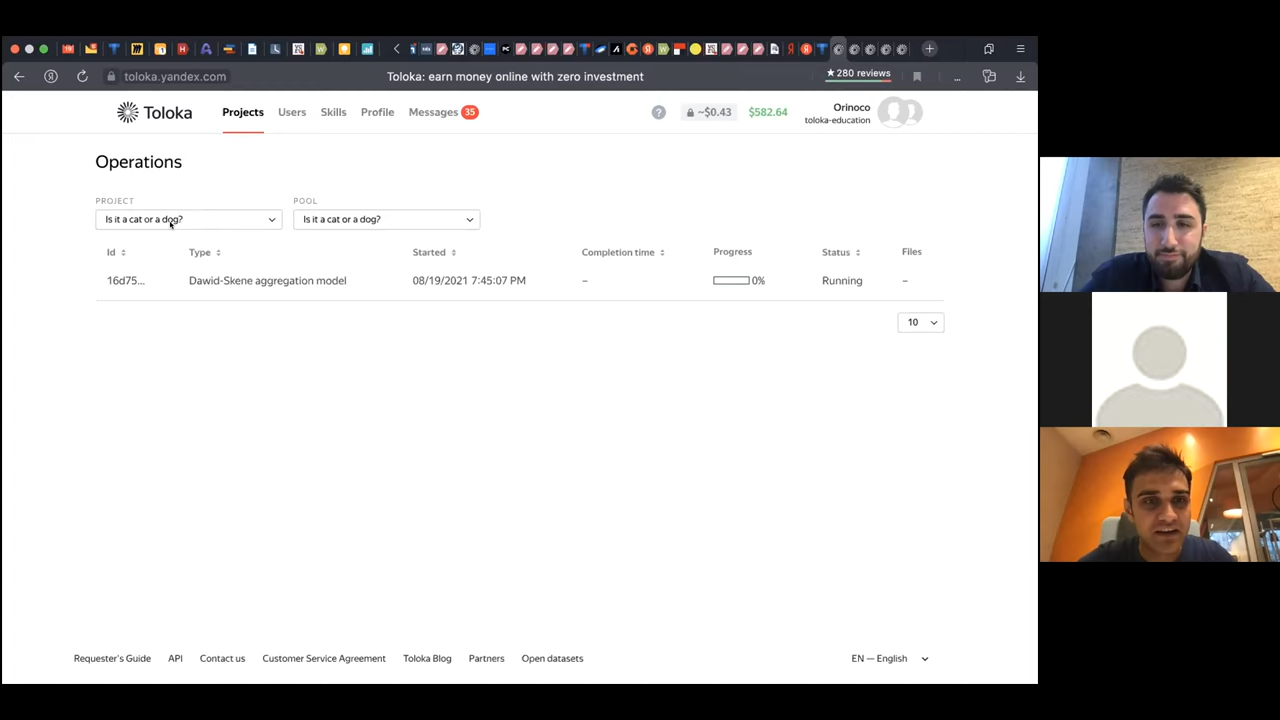 toloka.yandex.com
Toloka: earn money online with zero investment
★280 reviews
Toloka
Projects
Users
Skills
Profile
Messages 35
?
~$0.43
$582.64
Orinoco
toloka-education
Operations
PROJECT
POOL
Is it a cat or a dog?
Is it a cat or a dog?
Id Type Started Completion time Progress Status Files
16d75... Dawid-Skene aggregation model 08/19/2021 7:45:07 PM – 0% Running –
10
Requester's Guide
API
Contact us
Customer Service Agreement
Toloka Blog
Partners
Open datasets
EN — English